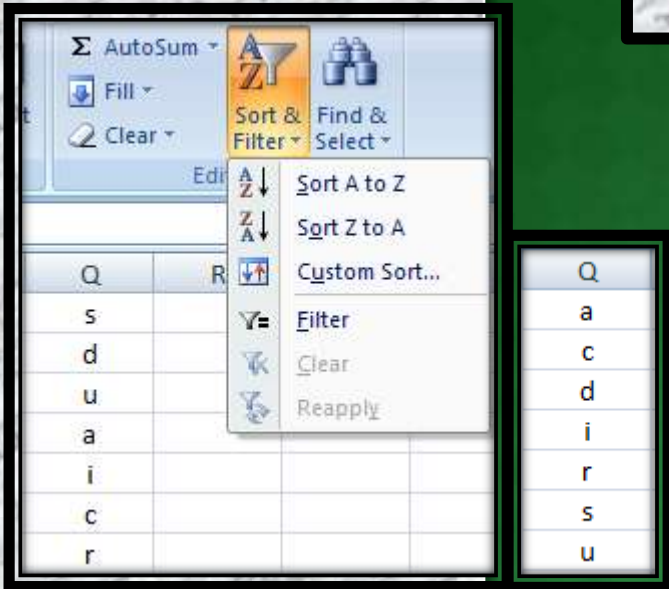 Σ AutoSum
Fill
Clear
Sort & Filter
Find & Select
Sort A to Z
Sort Z to A
Custom Sort...
Filter
Clear
Reapply
Q
s
d
u
a
i
c
r
Q
a
c
d
i
r
s
u